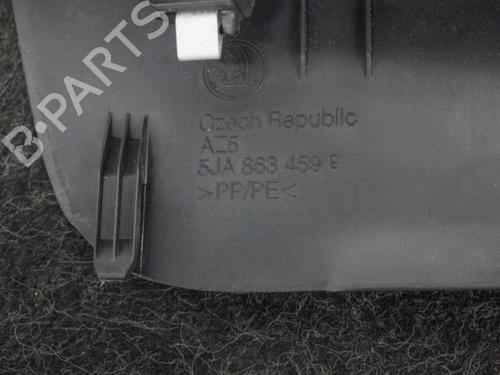 B-PARTS
Czech Republic
AZ5
5JA 863 459 B
>PP/PE<